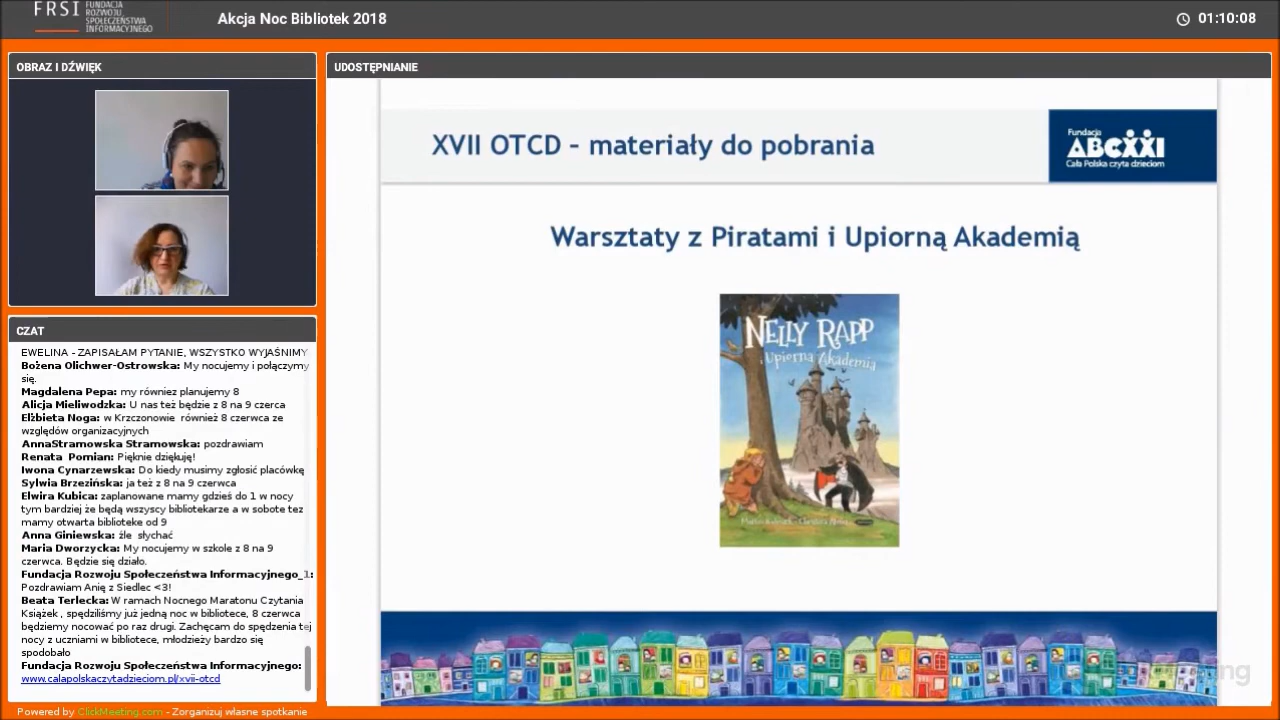 FRSI FUNDACJA
ROZWOJU
SPOŁECZEŃSTWA
INFORMACYJNEGO
Akcja Noc Bibliotek 2018
01:10:08
OBRAZ I DŹWIĘK
CZAT
EWELINA - ZAPISAŁAM PYTANIE, WSZYSTKO WYJAŚNIMY
Bożena Olichwer-Ostrowska: My nocujemy i połączymy
się.
Magdalena Pepa: my równiez planujemy 8
Alicja Mieliwodzka: U nas też będzie z 8 na 9 czerca
Elżbieta Noga: w Krzczonowie również 8 czerwca ze
względów organizacyjnych
AnnaStramowska Stramowska: pozdrawiam
Renata Pomian: Pięknie dziękuję!
Iwona Cynarzewska: Do kiedy musimy zgłosić placówkę
Sylwia Brzezińska: ja też z 8 na 9 czerwca
Elwira Kubica: zaplanowane mamy gdzieś do 1 w nocy
tym bardziej że będą wszyscy bibliotekarze a w sobote tez
mamy otwarta biblioteke od 9
Anna Giniewska: źle słychać
Maria Dworzycka: My nocujemy w szkole z 8 na 9
czerwca. Będzie się działo.
Fundacja Rozwoju Społeczeństwa Informacyjnego_1:
Pozdrawiam Anię z Siedlec <3!
Beata Terlecka: W ramach Nocnego Maratonu Czytania
Książek , spędziliśmy już jedną noc w bibliotece, 8 czerwca
będziemy nocować po raz drugi. Zachęcam do spędzenia tej
nocy z uczniami w bibliotece, młodzieży bardzo się
spodobało
Fundacja Rozwoju Społeczeństwa Informacyjnego:
www.calapolskaczytadzieciom.pl/xvii-otcd
Powered by ClickMeeting.com - Zorganizuj własne spotkanie
UDOSTĘPNIANIE
XVII OTCD – materiały do pobrania
Fundacja
ABCXXI
Cała Polska czyta dzieciom
Warsztaty z Piratami i Upiorną Akademią
NELLY RAPP
i Upiorna Akademia